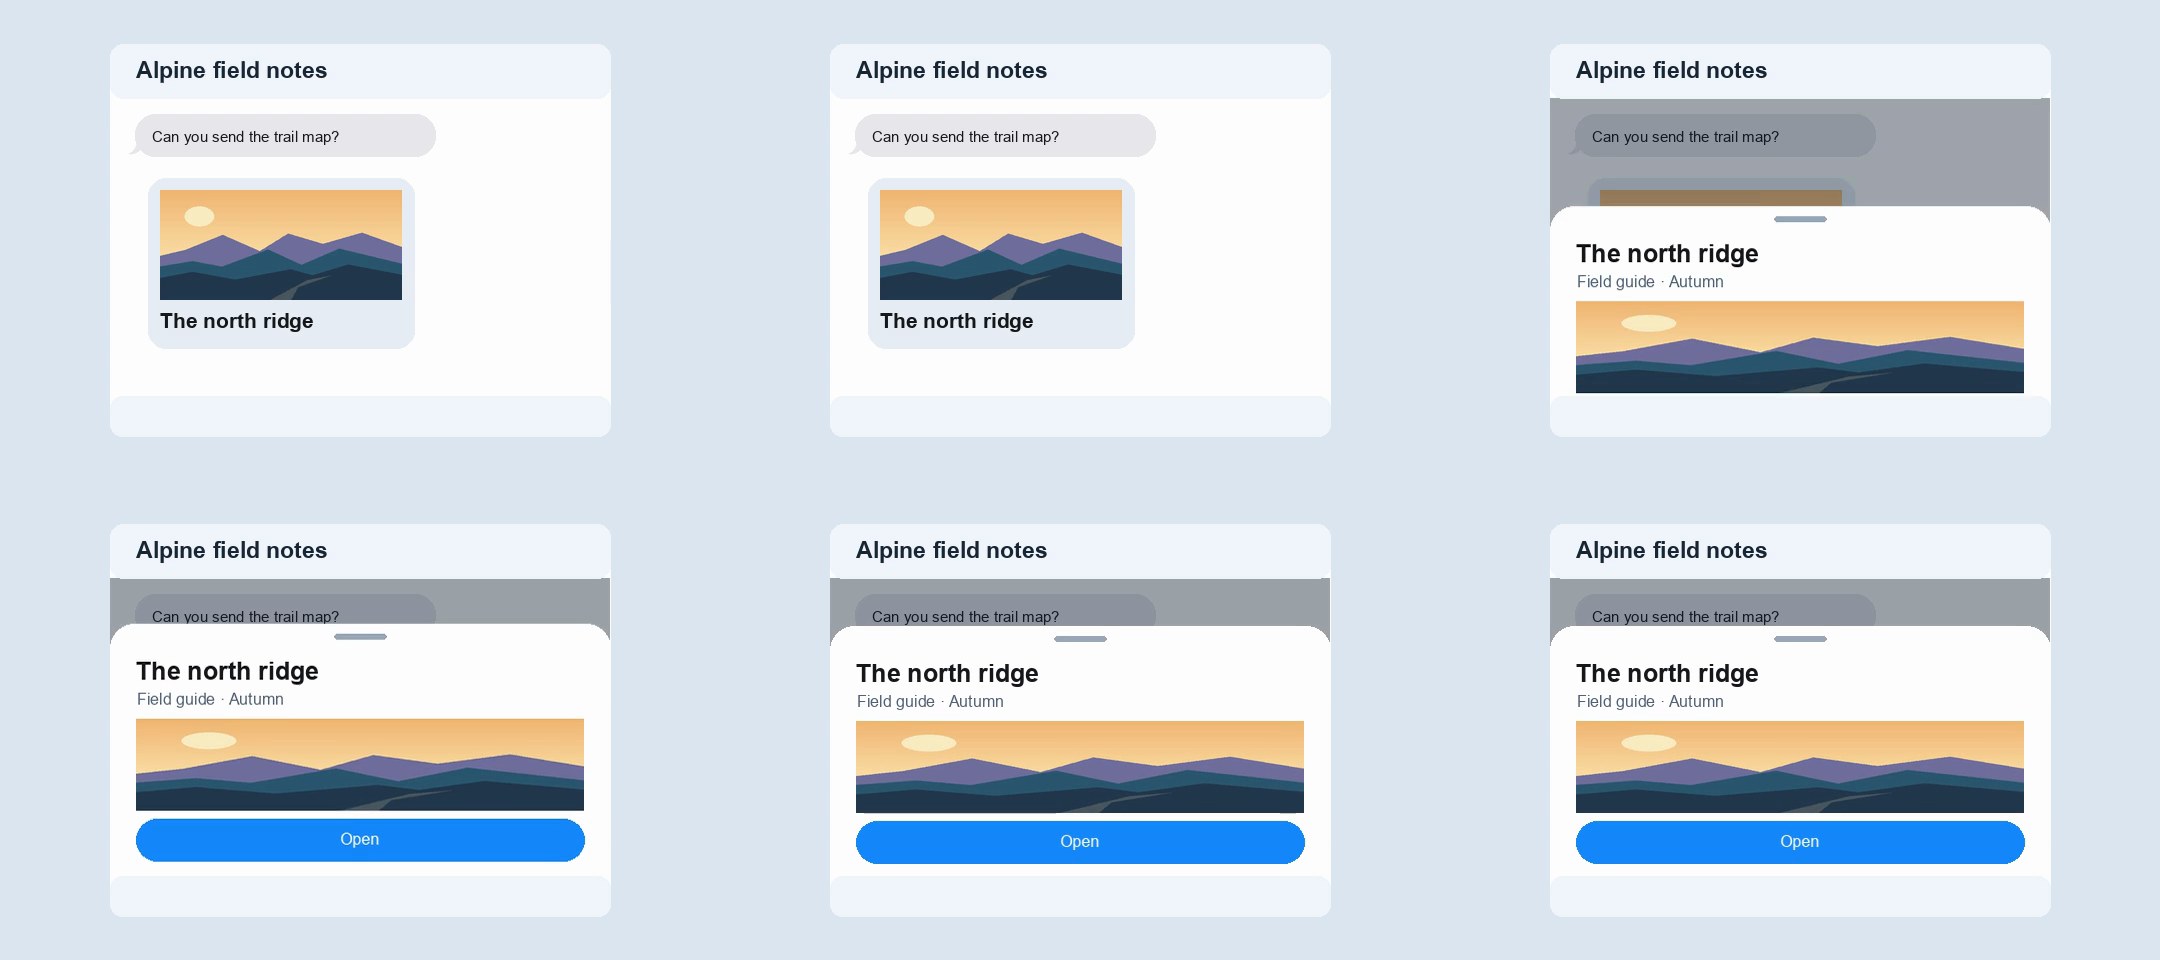 Alpine field notes
Can you send the trail map?
The north ridge
Alpine field notes
Can you send the trail map?
The north ridge
Alpine field notes
Can you send the trail map?
The north ridge
Field guide · Autumn
Alpine field notes
Can you send the trail map?
The north ridge
Field guide · Autumn
Open
Alpine field notes
Can you send the trail map?
The north ridge
Field guide · Autumn
Open
Alpine field notes
Can you send the trail map?
The north ridge
Field guide · Autumn
Open